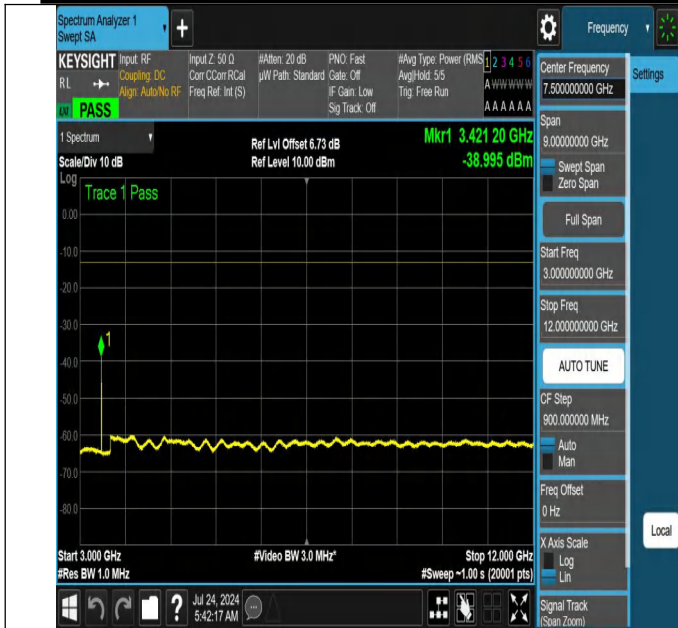 Spectrum Analyzer 1
Swept SA
+
Frequency
KEYSIGHT
RL
LXI
PASS
Input: RF
Coupling: DC
Align: Auto/No RF
Input Z: 50 Ω
Corr CCorr RCal
Freq Ref: Int (S)
#Atten: 20 dB
µW Path: Standard
PNO: Fast
Gate: Off
IF Gain: Low
Sig Track: Off
#Avg Type: Power (RMS
Avg|Hold: 5/5
Trig: Free Run
1 2 3 4 5 6
A W W W W W
A A A A A A
1 Spectrum
Scale/Div 10 dB
Log
Ref Lvl Offset 6.73 dB
Ref Level 10.00 dBm
Mkr1 3.421 20 GHz
-38.995 dBm
Trace 1 Pass
0.00
-10.0
-20.0
-30.0
1
-40.0
-50.0
-60.0
-70.0
-80.0
Start 3.000 GHz
#Res BW 1.0 MHz
#Video BW 3.0 MHz*
Stop 12.000 GHz
#Sweep ~1.00 s (20001 pts)
Jul 24, 2024
5:42:17 AM
?
Center Frequency
7.500000000 GHz
Settings
Span
9.00000000 GHz
Swept Span
Zero Span
Full Span
Start Freq
3.000000000 GHz
Stop Freq
12.000000000 GHz
AUTO TUNE
CF Step
900.000000 MHz
Auto
Man
Freq Offset
0 Hz
Local
X Axis Scale
Log
Lin
Signal Track
(Span Zoom)